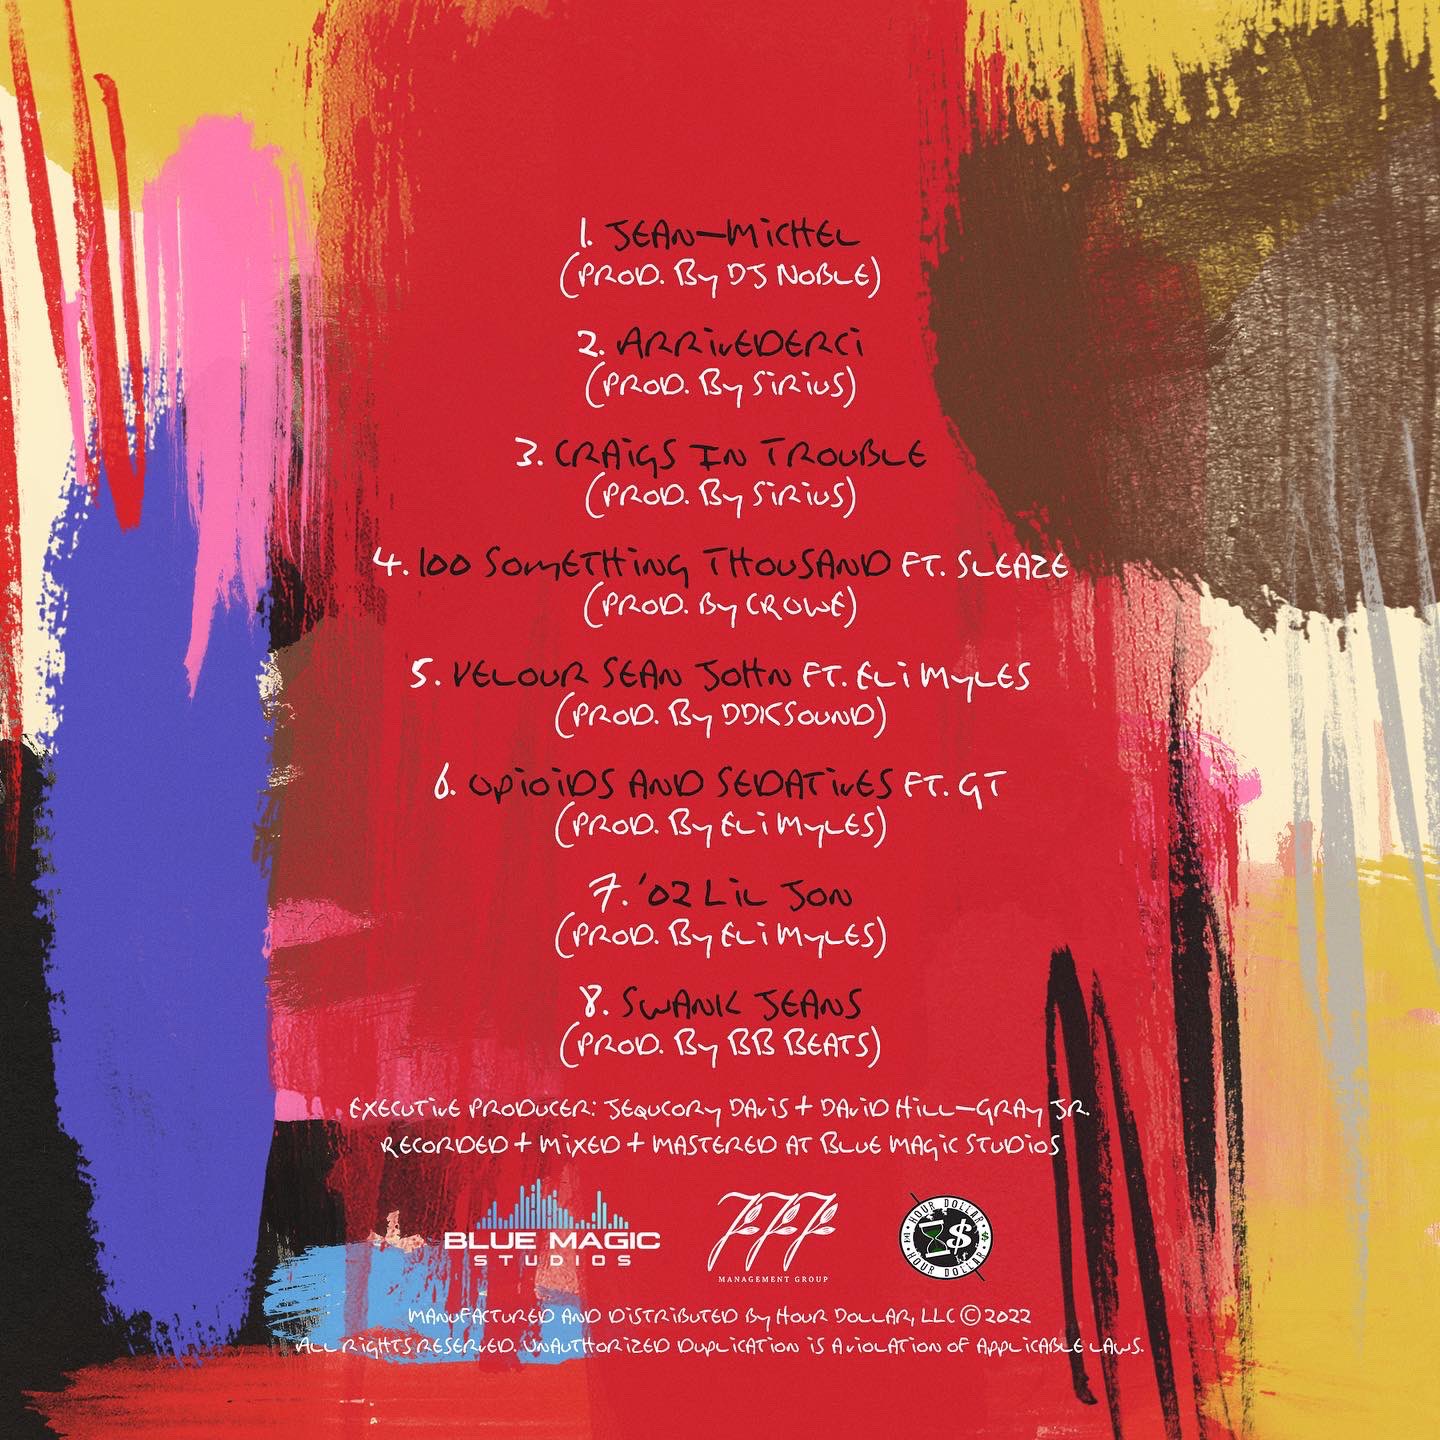 1. JEAN-MICHEL
(PROD. BY DJ NOBLE)
2. ARRIVEDERCI
(PROD. BY SIRIUS)
3. CRAIGS IN TROUBLE
(PROD. BY SIRIUS)
4. 100 SOMETHING THOUSAND FT. SLEAZE
(PROD. BY CROWE)
5. VELOUR SEAN JOHN FT. ELI MYLES
(PROD. BY DDKSOUND)
6. OPIOIDS AND SEDATIVES FT. GT
(PROD. BY ELI MYLES)
7. '02 LIL JON
(PROD. BY ELI MYLES)
8. SWANK JEANS
(PROD. BY BB BEATS)
EXECUTIVE PRODUCER: JEQUCORY DAVIS + DAVID HILL-GRAY JR.
RECORDED + MIXED + MASTERED AT BLUE MAGIC STUDIOS
BLUE MAGIC
STUDIOS
MANAGEMENT GROUP
HOUR DOLLAR
$
HOUR DOLLAR
MANUFACTURED AND DISTRIBUTED BY HOUR DOLLAR, LLC © 2022
ALL RIGHTS RESERVED. UNAUTHORIZED DUPLICATION IS A VIOLATION OF APPLICABLE LAWS.